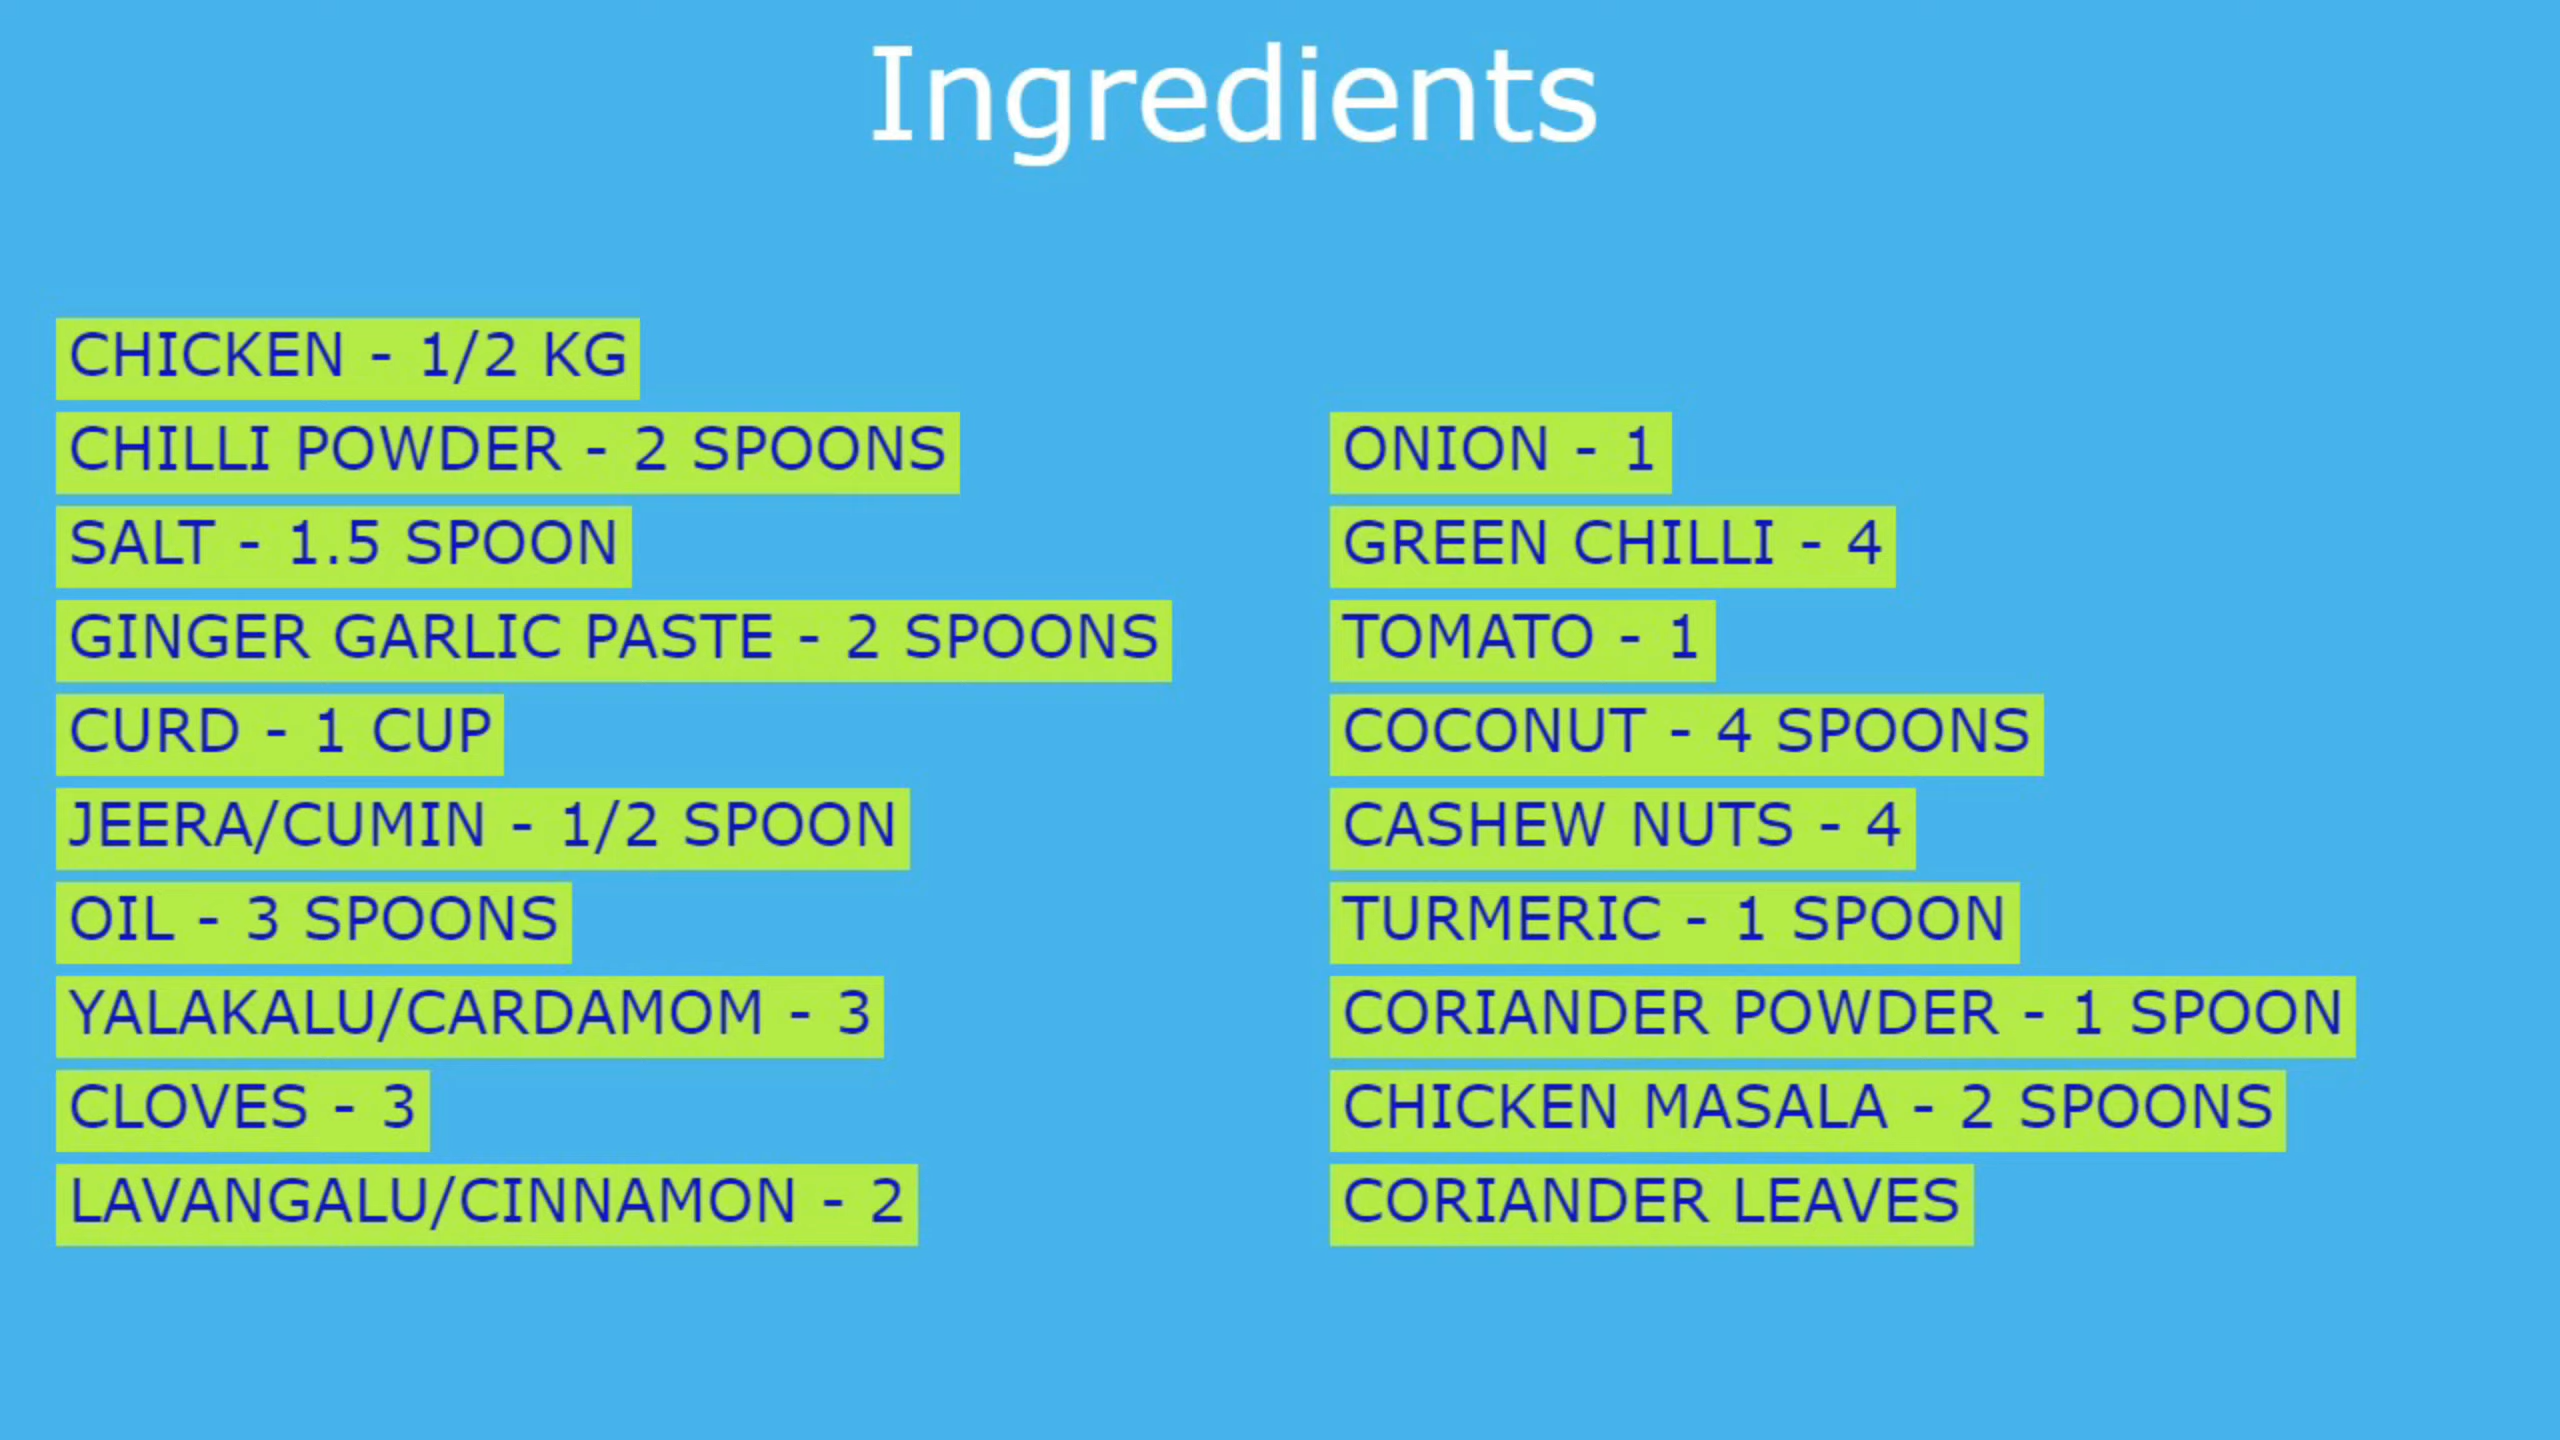 Ingredients
CHICKEN - 1/2 KG
CHILLI POWDER - 2 SPOONS
SALT - 1.5 SPOON
GINGER GARLIC PASTE - 2 SPOONS
CURD - 1 CUP
JEERA/CUMIN - 1/2 SPOON
OIL - 3 SPOONS
YALAKALU/CARDAMOM - 3
CLOVES - 3
LAVANGALU/CINNAMON - 2
ONION - 1
GREEN CHILLI - 4
TOMATO - 1
COCONUT - 4 SPOONS
CASHEW NUTS - 4
TURMERIC - 1 SPOON
CORIANDER POWDER - 1 SPOON
CHICKEN MASALA - 2 SPOONS
CORIANDER LEAVES